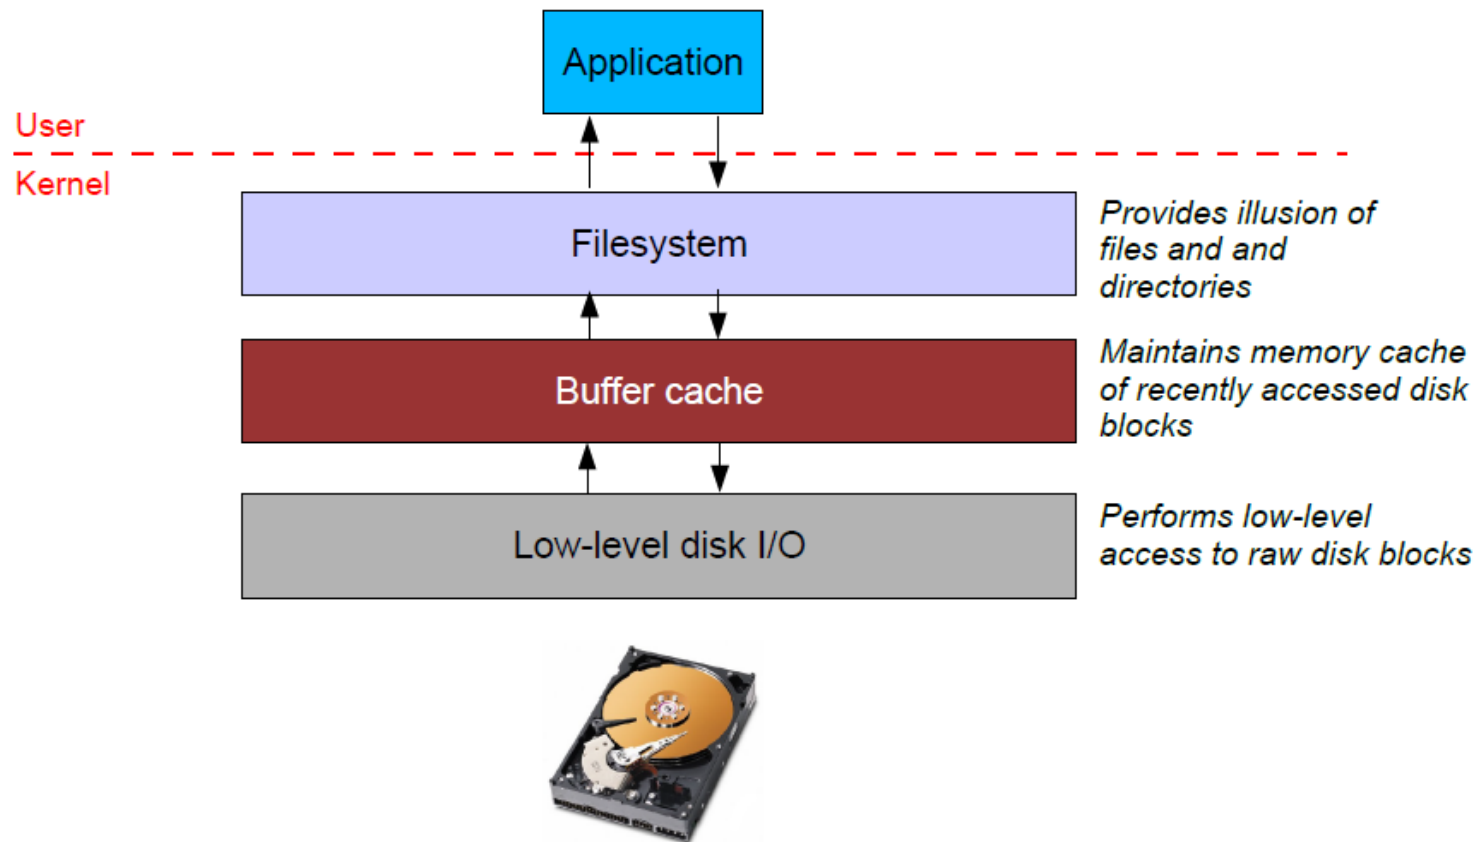 Application
User
Kernel
Filesystem
Provides illusion of
files and and
directories
Buffer cache
Maintains memory cache
of recently accessed disk
blocks
Low-level disk I/O
Performs low-level
access to raw disk blocks